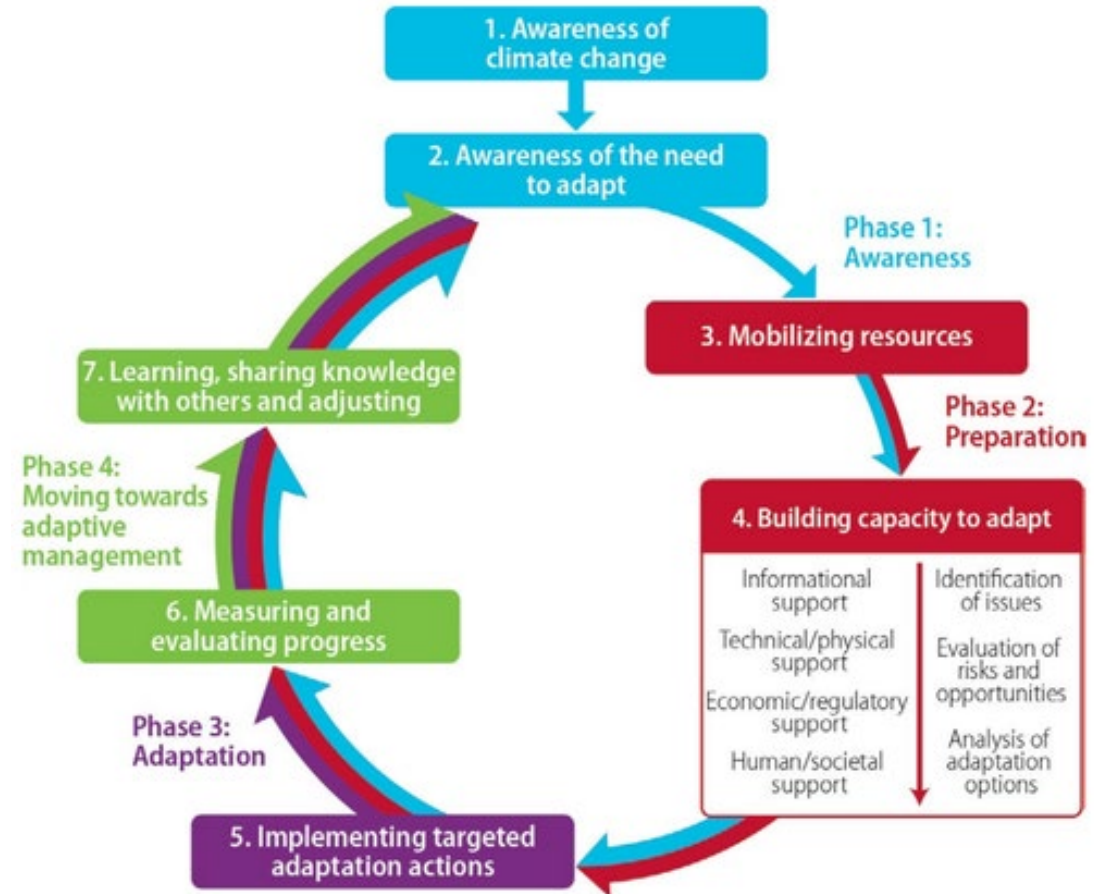 1. Awareness of
climate change
2. Awareness of the need
to adapt
Phase 1:
Awareness
3. Mobilizing resources
Phase 2:
Preparation
4. Building capacity to adapt
Informational
support
Technical/physical
support
Economic/regulatory
support
Human/societal
support
Identification
of issues
Evaluation of
risks and
opportunities
Analysis of
adaptation
options
5. Implementing targeted
adaptation actions
Phase 3:
Adaptation
6. Measuring and
evaluating progress
Phase 4:
Moving towards
adaptive
management
7. Learning, sharing knowledge
with others and adjusting